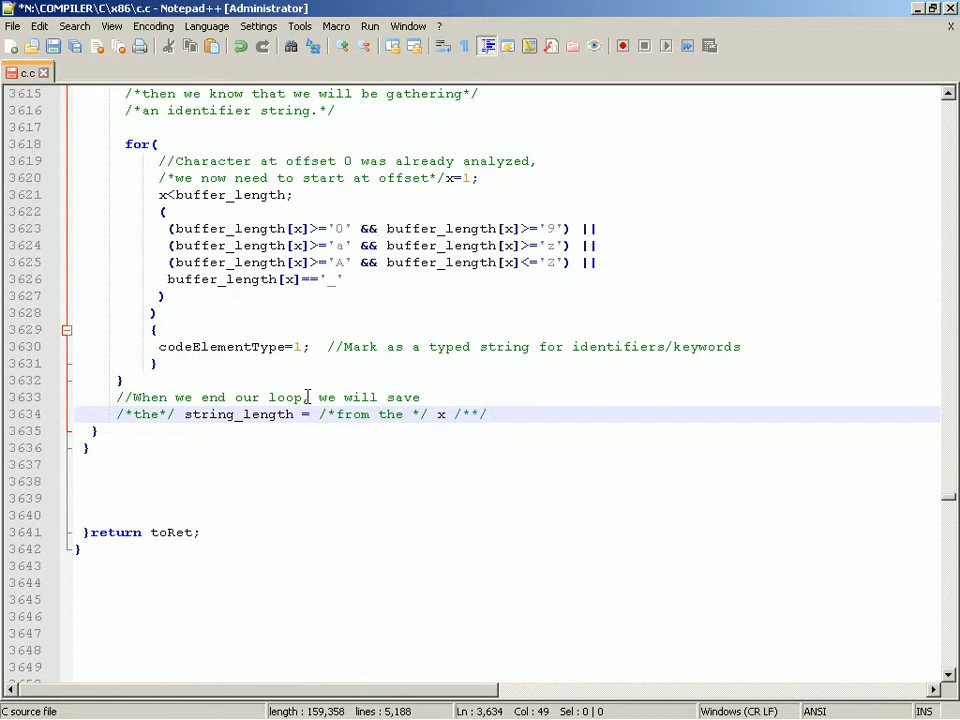 *N:\COMPILER\C\x86\c.c - Notepad++ [Administrator]
File Edit Search View Encoding Language Settings Tools Macro Run Window ? X
c.c
3615 /*then we know that we will be gathering*/
3616 /*an identifier string.*/
3617
3618 for(
3619 //Character at offset 0 was already analyzed,
3620 /*we now need to start at offset*/x=1;
3621 x<buffer_length;
3622 (
3623 (buffer_length[x]>='0' && buffer_length[x]>='9') ||
3624 (buffer_length[x]>='a' && buffer_length[x]>='z') ||
3625 (buffer_length[x]>='A' && buffer_length[x]<='Z') ||
3626 buffer_length[x]=='_'
3627 )
3628 )
3629 {
3630 codeElementType=1; //Mark as a typed string for identifiers/keywords
3631 }
3632 }
3633 //When we end our loop, we will save
3634 /*the*/ string_length = /*from the */ x /**/
3635 }
3636 }
3637
3638
3639
3640
3641 }return toRet;
3642 }
3643
3644
3645
3646
3647
3648
3649
C source file length : 159,358 lines : 5,188 Ln : 3,634 Col : 49 Sel : 0 | 0 Windows (CR LF) ANSI INS